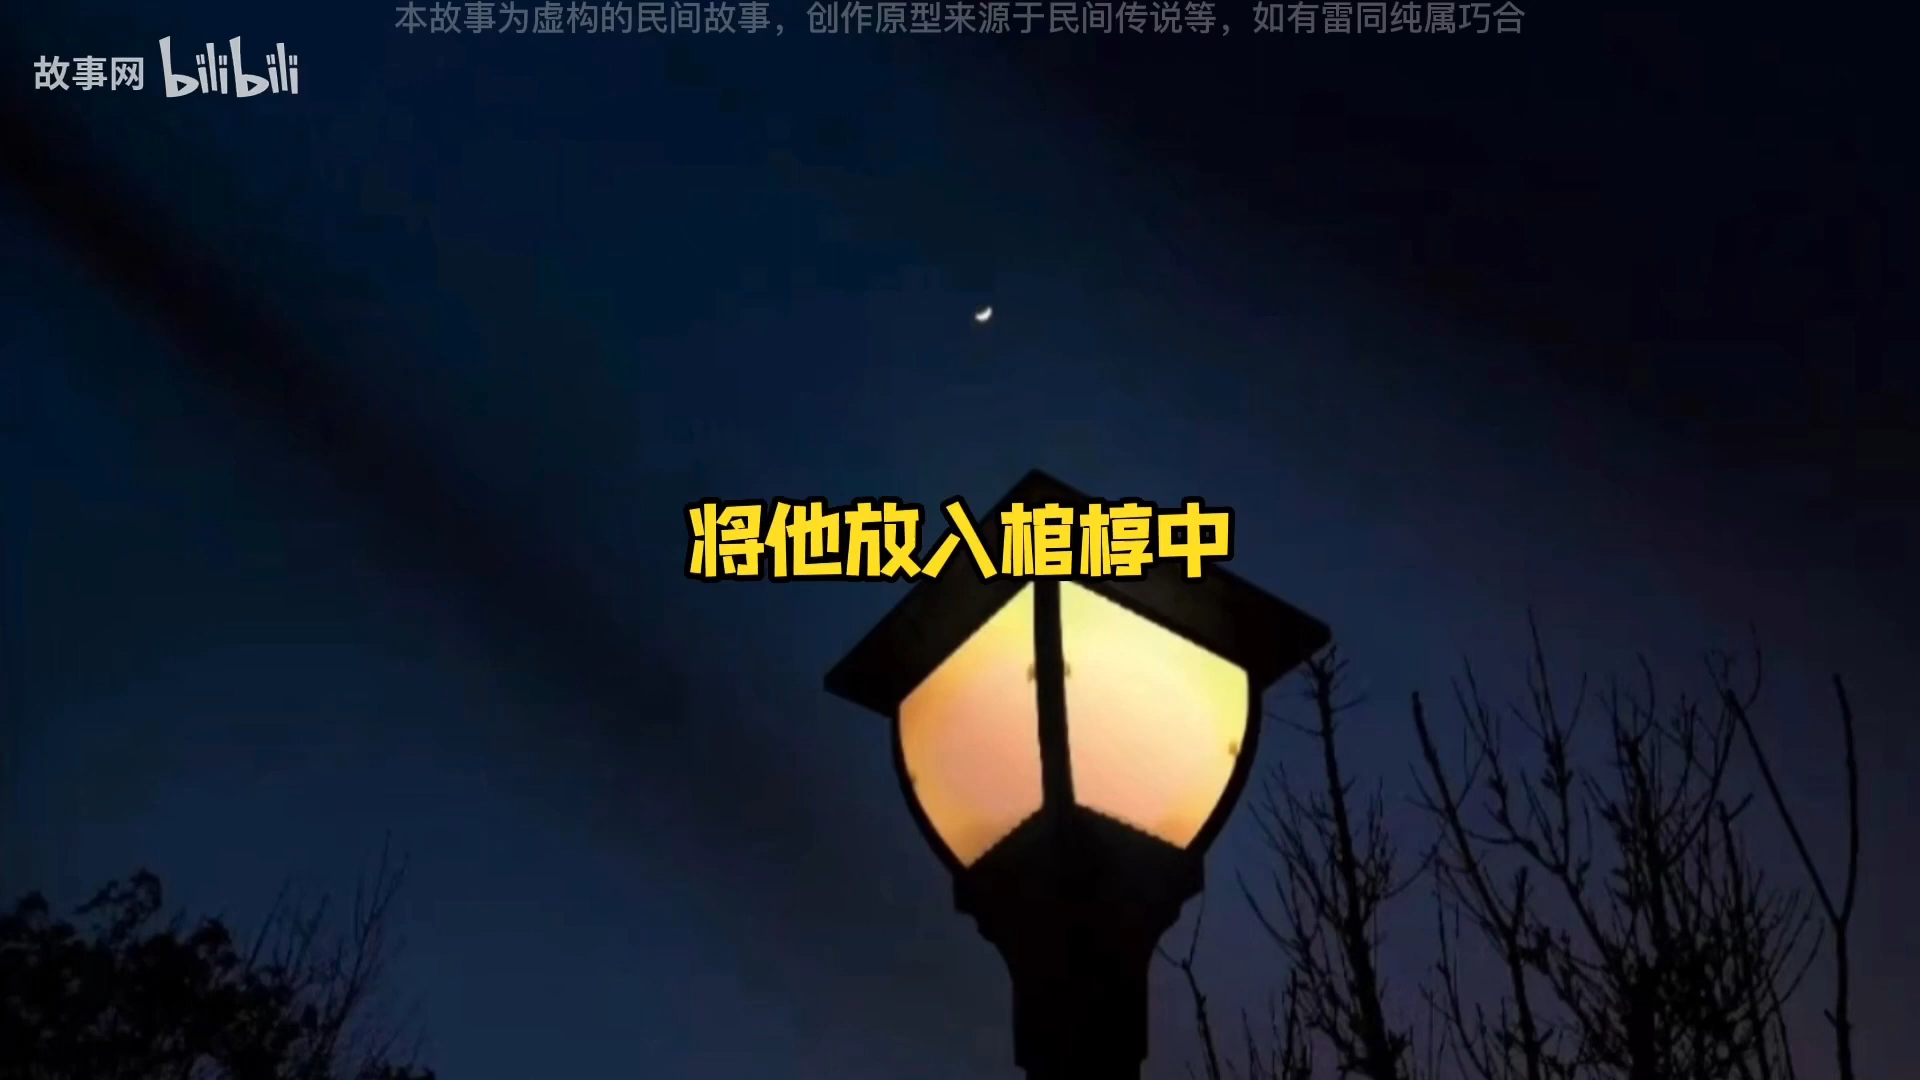 本故事为虚构的民间故事，创作原型来源于民间传说等，如有雷同纯属巧合
故事网 bilibili
将他放入棺椁中